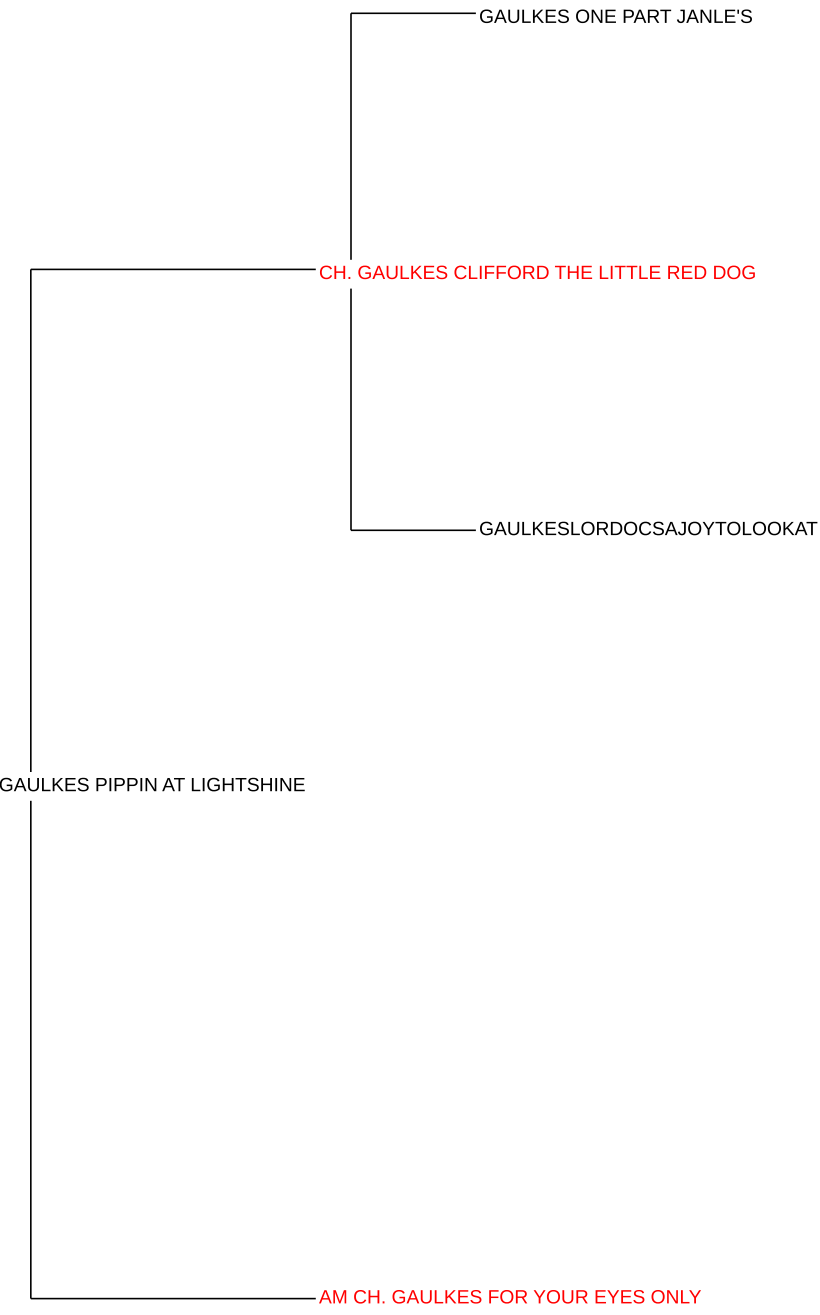 GAULKES ONE PART JANLE'S
CH. GAULKES CLIFFORD THE LITTLE RED DOG
GAULKESLORDOCSAJOYTOLOOKAT
GAULKES PIPPIN AT LIGHTSHINE
AM CH. GAULKES FOR YOUR EYES ONLY